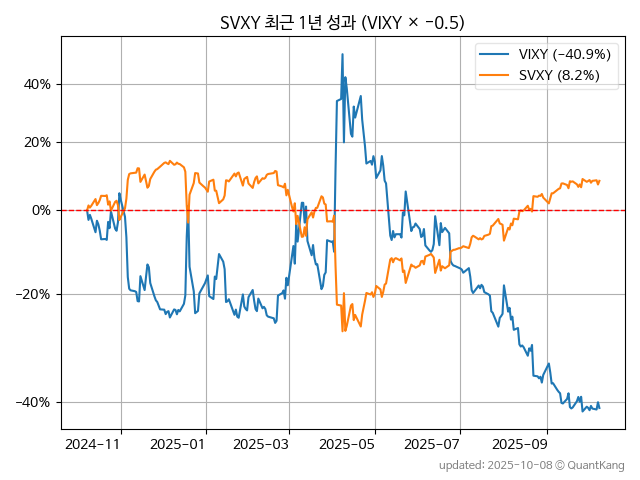 SVXY 최근 1년 성과 (VIXY × −0.5)
VIXY (−40.9%)
SVXY (8.2%)
40%
20%
0%
−20%
−40%
2024-11 2025-01 2025-03 2025-05 2025-07 2025-09
updated: 2025-10-08 © QuantKang